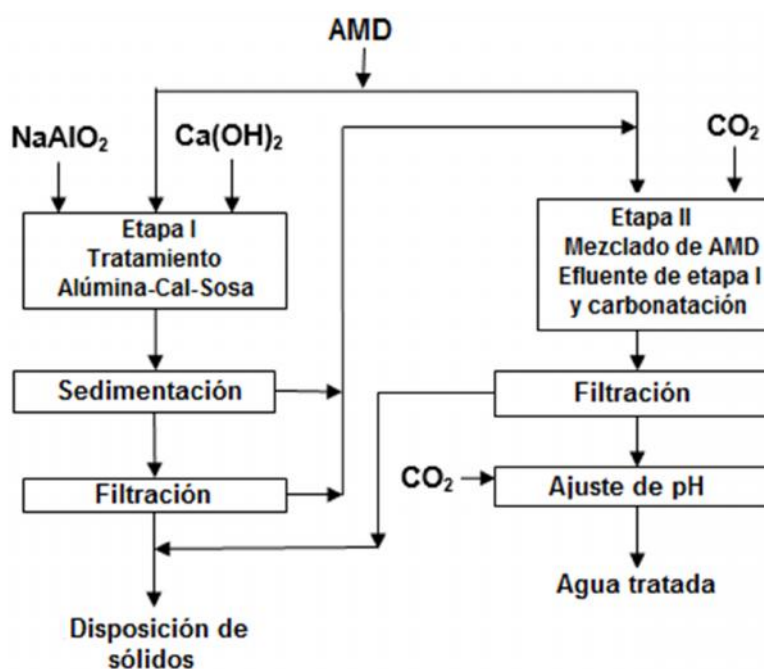 AMD
NaAlO₂
Ca(OH)₂
CO₂
Etapa I
Tratamiento
Alúmina-Cal-Sosa
Etapa II
Mezclado de AMD
Efluente de etapa I
y carbonatación
Sedimentación
Filtración
Filtración
CO₂
Ajuste de pH
Agua tratada
Disposición de
sólidos